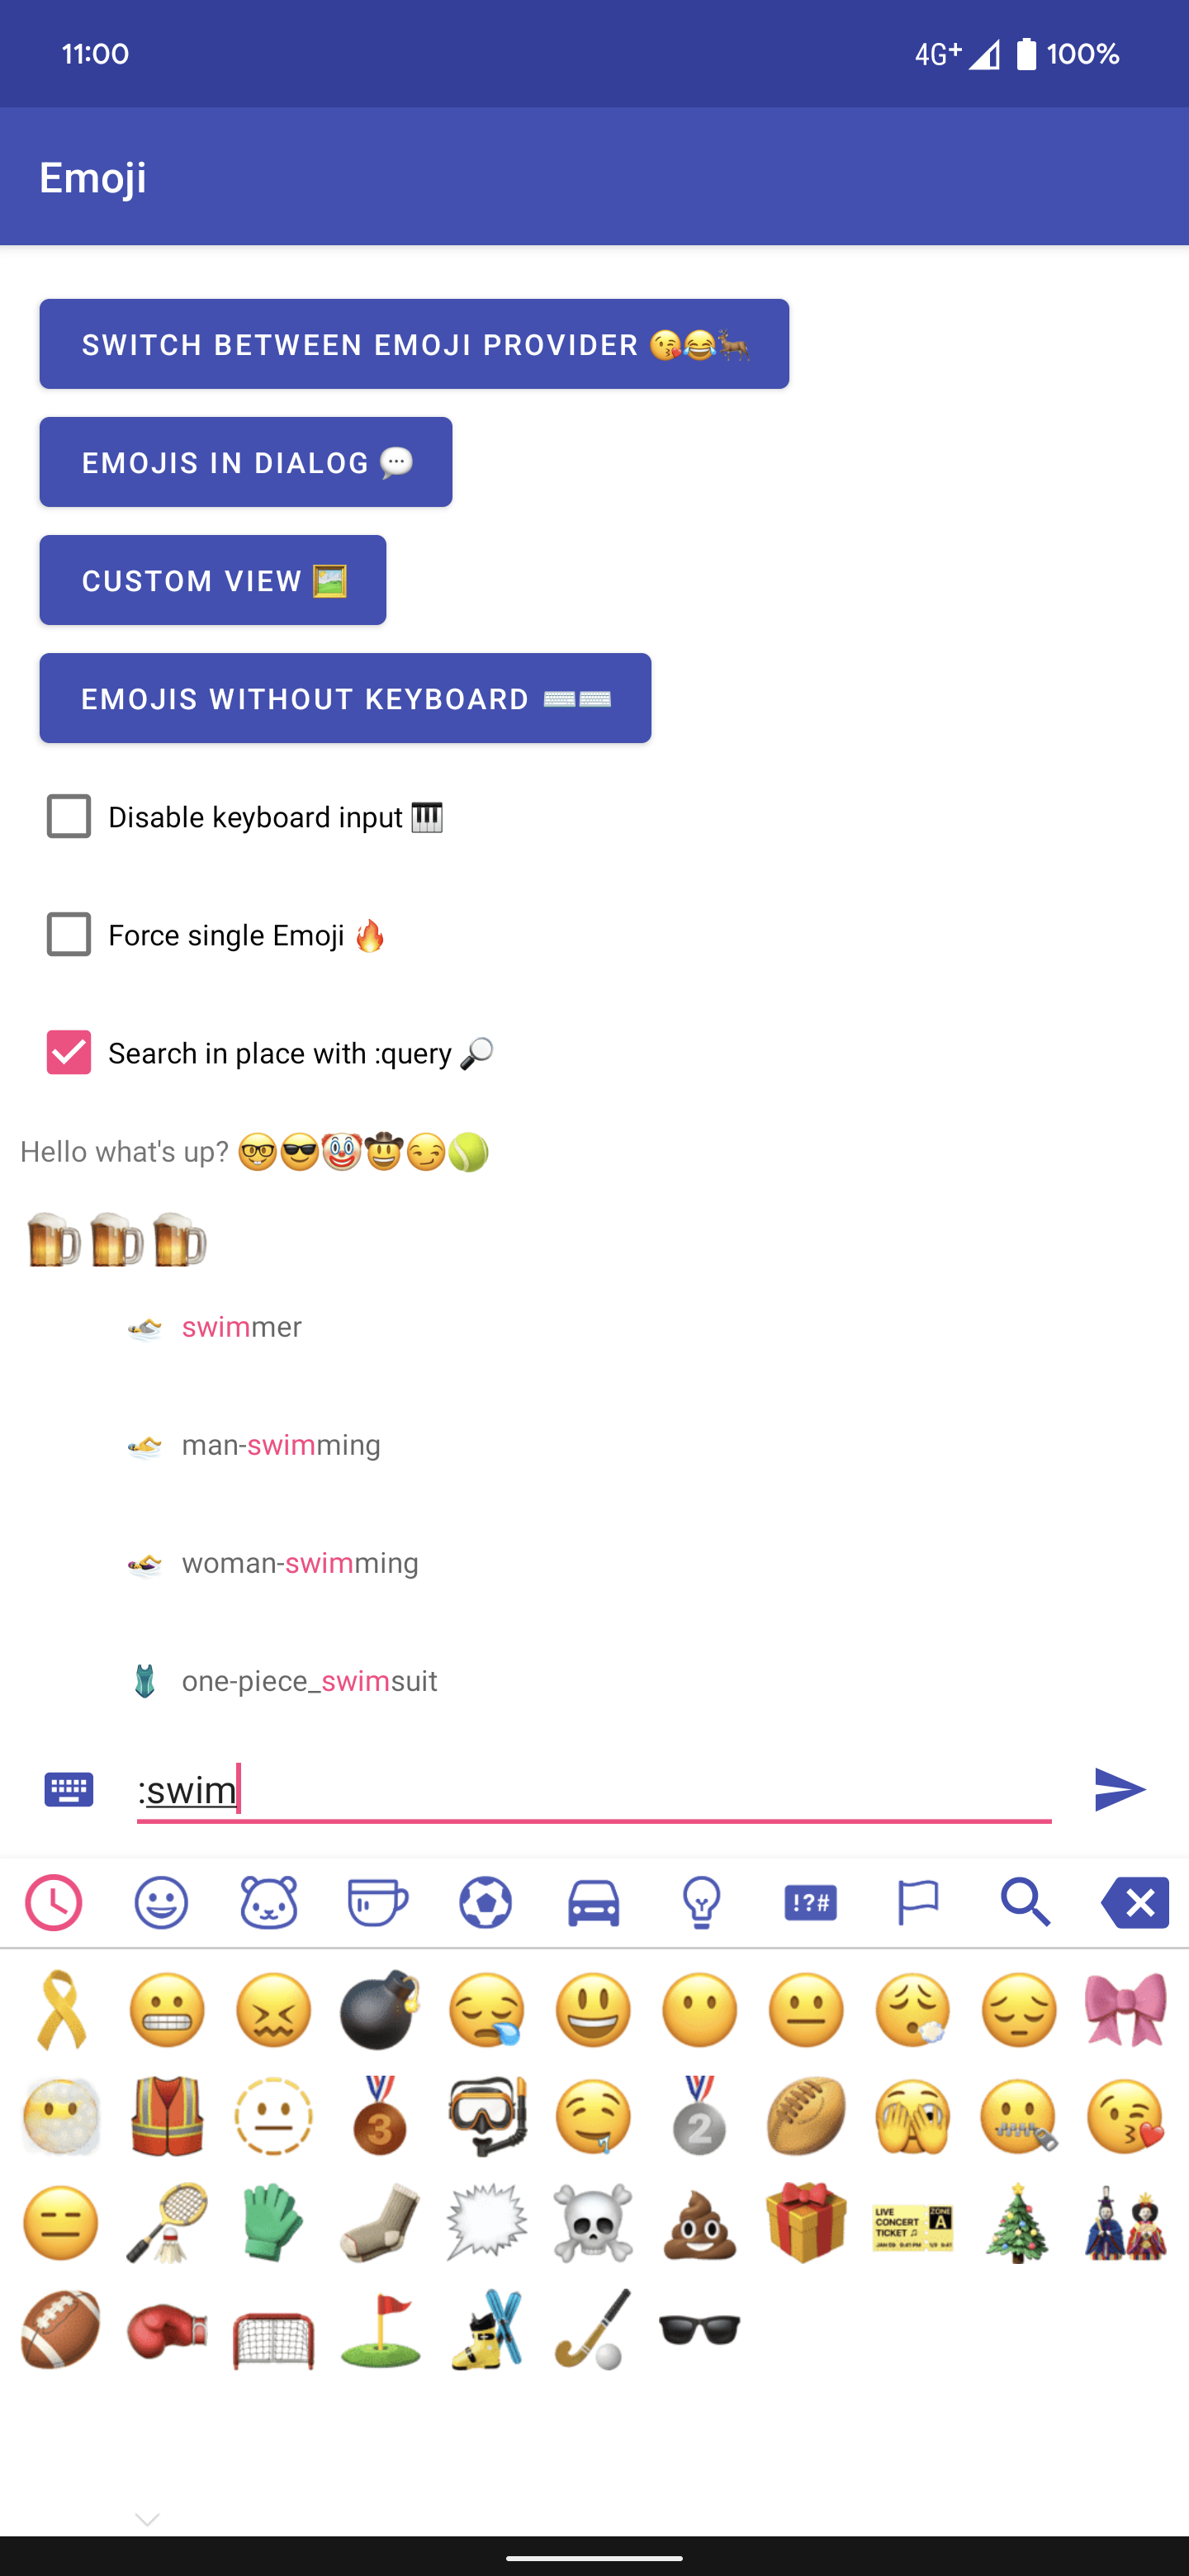 11:00 4G+ 100%
Emoji
SWITCH BETWEEN EMOJI PROVIDER 😘😂🦌
EMOJIS IN DIALOG 💬
CUSTOM VIEW 🖼️
EMOJIS WITHOUT KEYBOARD ⌨️⌨️
Disable keyboard input 🎹
Force single Emoji 🔥
Search in place with :query 🔎
Hello what's up? 🤓😎🤡🤠😏🎾
🍺🍺🍺
swimmer
man-swimming
woman-swimming
one-piece_swimsuit
:swim
!?#
3 2
LIVE CONCERT TICKET ZONE A